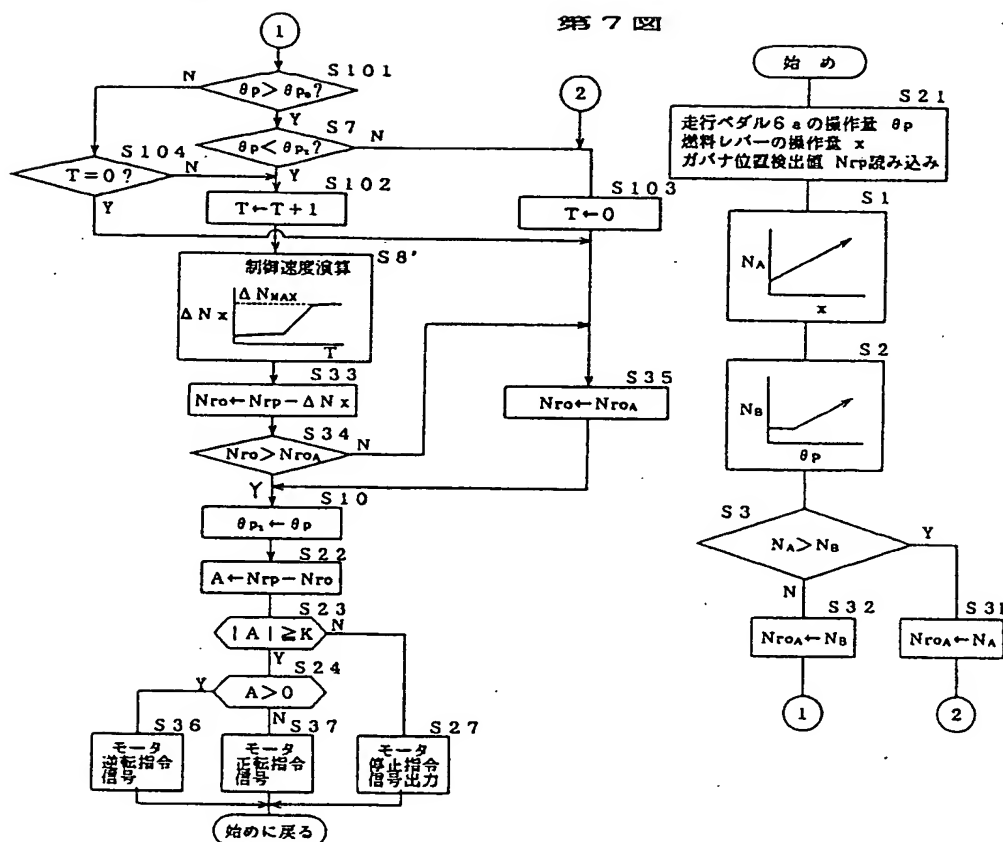 第7図
1
S101
N
θp>θp₀?
Y
S7
θp<θp₁?
N
Y
2
S104
T=0?
N
Y
S102
T←T+1
S103
T←0
S8'
制御速度演算
ΔNMAX
ΔNx
T
S33
Nro←Nrp−ΔNx
S35
Nro←NroA
S34
Nro>NroA
N
Y
S10
θp₁←θp
S22
A←Nrp−Nro
S23
|A|≧K
N
Y
S24
Y
A>0
N
S36
モータ
逆転指令
信号
S37
モータ
正転指令
信号
S27
モータ
停止指令
信号出力
始めに戻る
始め
S21
走行ペダル6aの操作量 θp
燃料レバーの操作量 x
ガバナ位置検出値 Nrp読み込み
S1
NA
x
S2
NB
θp
S3
NA>NB
Y
N
S32
NroA←NB
S31
NroA←NA
1
2